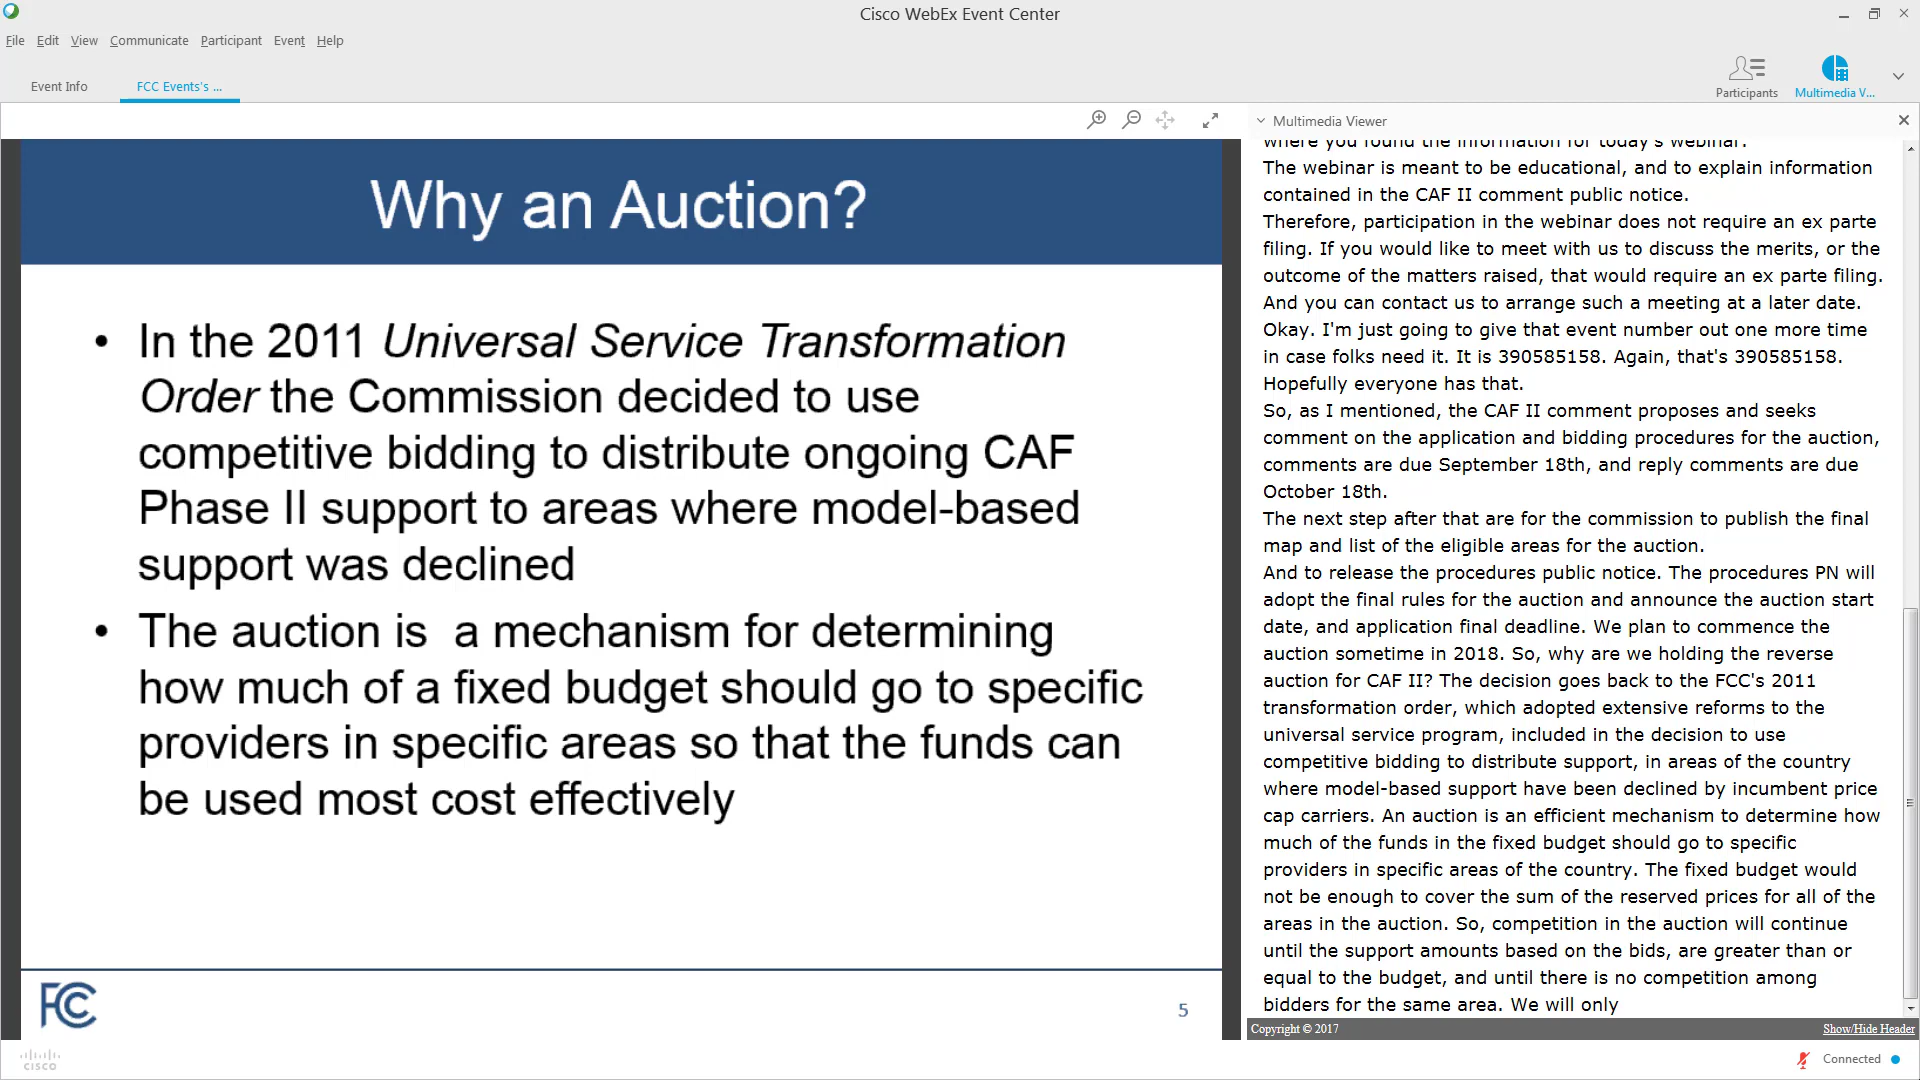 Cisco WebEx Event Center
File Edit View Communicate Participant Event Help
Event Info
FCC Events's ...
Participants
Multimedia V...
Why an Auction?
• In the 2011 Universal Service Transformation
Order the Commission decided to use
competitive bidding to distribute ongoing CAF
Phase II support to areas where model-based
support was declined
• The auction is a mechanism for determining
how much of a fixed budget should go to specific
providers in specific areas so that the funds can
be used most cost effectively
FCC
5
CISCO
Multimedia Viewer
where you found the information for today's webinar.
The webinar is meant to be educational, and to explain information
contained in the CAF II comment public notice.
Therefore, participation in the webinar does not require an ex parte
filing. If you would like to meet with us to discuss the merits, or the
outcome of the matters raised, that would require an ex parte filing.
And you can contact us to arrange such a meeting at a later date.
Okay. I'm just going to give that event number out one more time
in case folks need it. It is 390585158. Again, that's 390585158.
Hopefully everyone has that.
So, as I mentioned, the CAF II comment proposes and seeks
comment on the application and bidding procedures for the auction,
comments are due September 18th, and reply comments are due
October 18th.
The next step after that are for the commission to publish the final
map and list of the eligible areas for the auction.
And to release the procedures public notice. The procedures PN will
adopt the final rules for the auction and announce the auction start
date, and application final deadline. We plan to commence the
auction sometime in 2018. So, why are we holding the reverse
auction for CAF II? The decision goes back to the FCC's 2011
transformation order, which adopted extensive reforms to the
universal service program, included in the decision to use
competitive bidding to distribute support, in areas of the country
where model-based support have been declined by incumbent price
cap carriers. An auction is an efficient mechanism to determine how
much of the funds in the fixed budget should go to specific
providers in specific areas of the country. The fixed budget would
not be enough to cover the sum of the reserved prices for all of the
areas in the auction. So, competition in the auction will continue
until the support amounts based on the bids, are greater than or
equal to the budget, and until there is no competition among
bidders for the same area. We will only
Copyright © 2017
Show/Hide Header
Connected